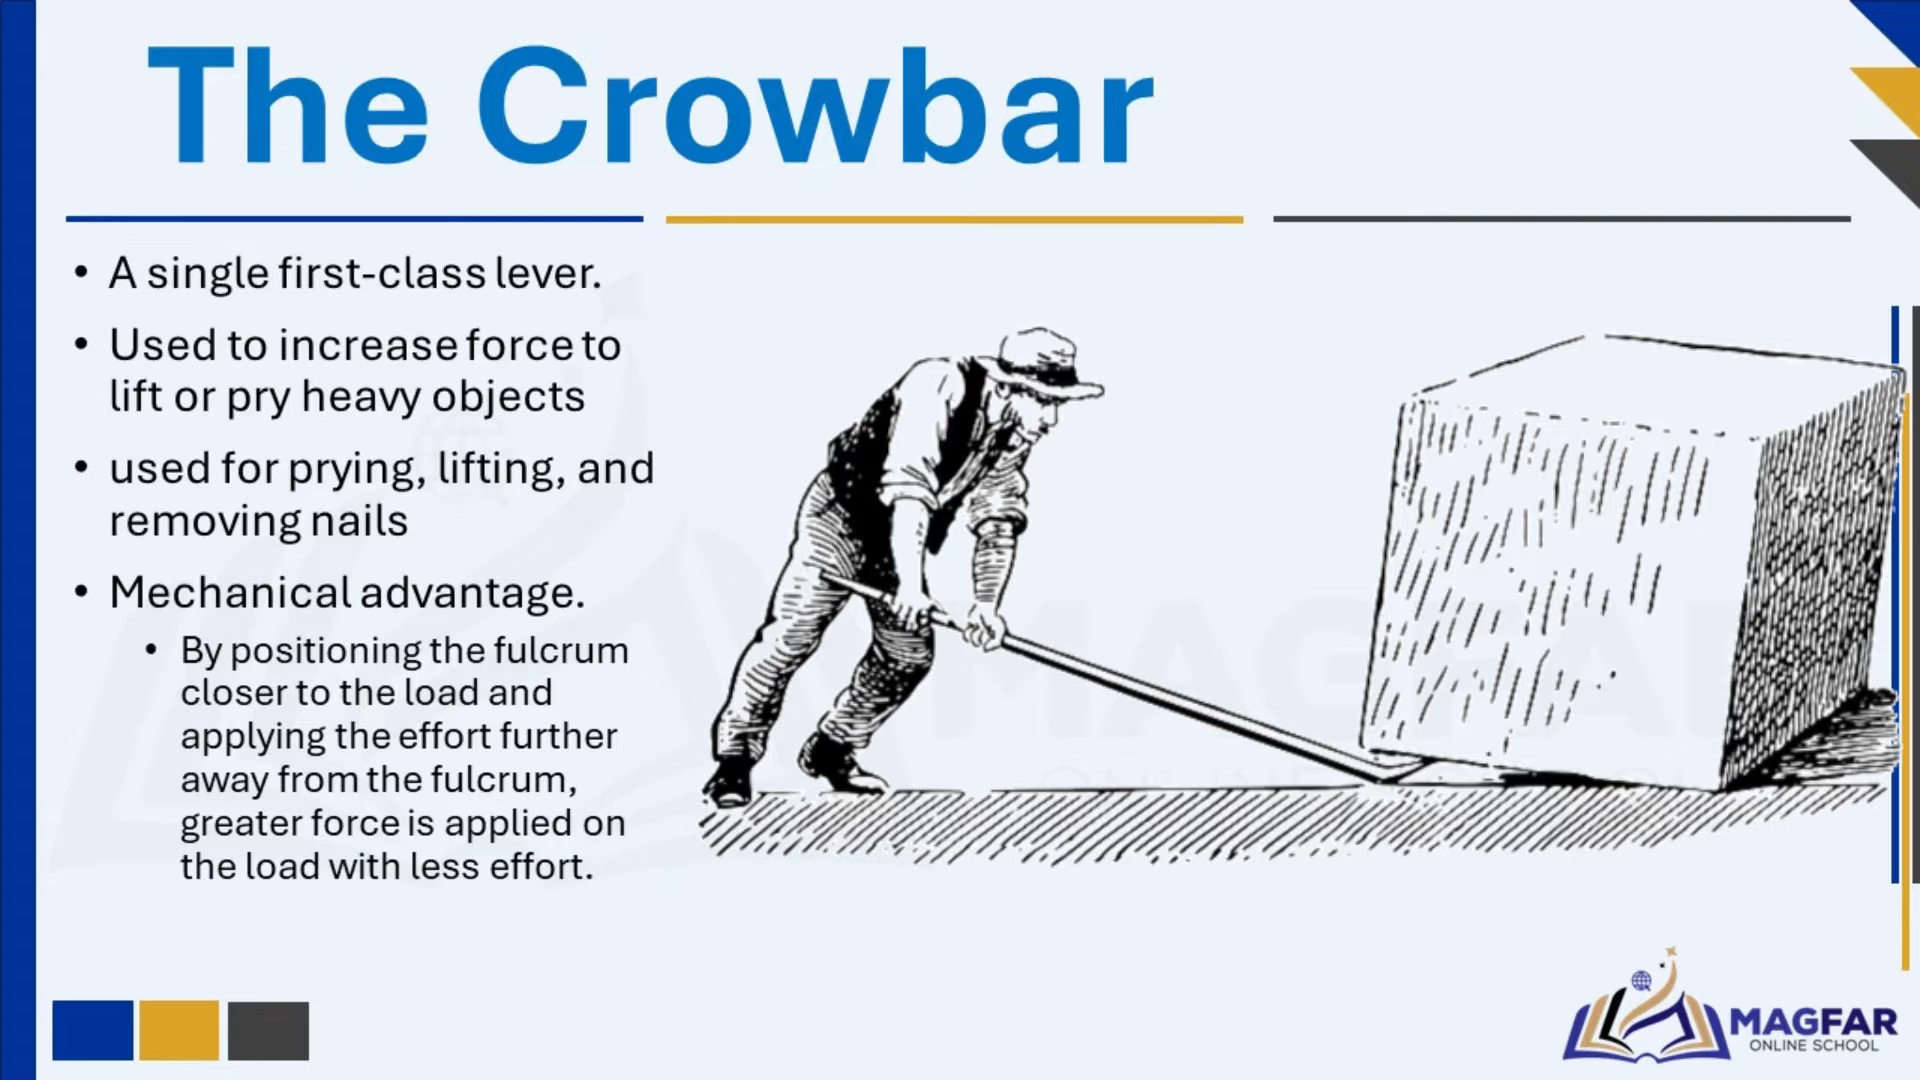 The Crowbar
• A single first-class lever.
• Used to increase force to
lift or pry heavy objects
• used for prying, lifting, and
removing nails
• Mechanical advantage.
• By positioning the fulcrum
closer to the load and
applying the effort further
away from the fulcrum,
greater force is applied on
the load with less effort.
MAGFAR
ONLINE SCHOOL